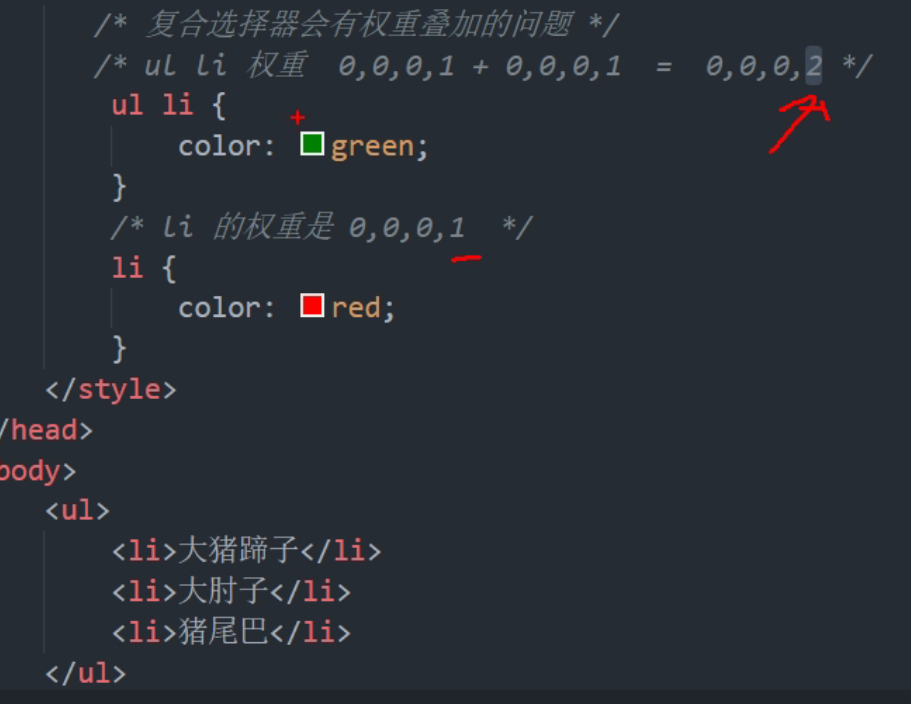 /* 复合选择器会有权重叠加的问题 */
/* ul li 权重 0,0,0,1 + 0,0,0,1 = 0,0,0,2 */
ul li {
color: green;
}
/* li 的权重是 0,0,0,1 */
li {
color: red;
}
</style>
/head>
body>
<ul>
<li>大猪蹄子</li>
<li>大肘子</li>
<li>猪尾巴</li>
</ul>